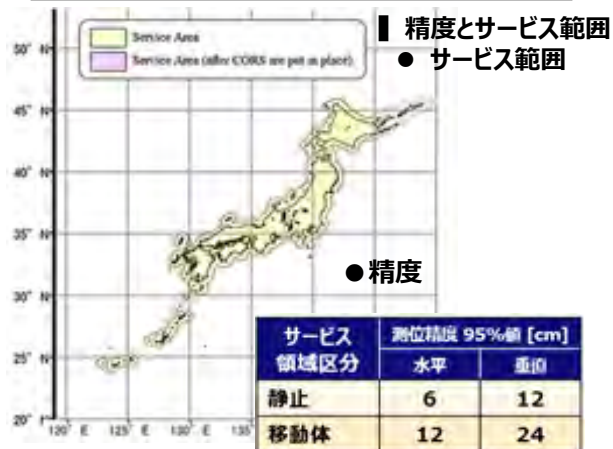 ▌ 精度とサービス範囲
● サービス範囲
Service Area
Service Area (after CORS are put in place)
50° N
45° N
40° N
35° N
30° N
25° N
20° N
120° E 125° E 130° E 135°
●精度
サービス領域区分 測位精度 95%値 [cm]
水平 垂直
静止 6 12
移動体 12 24